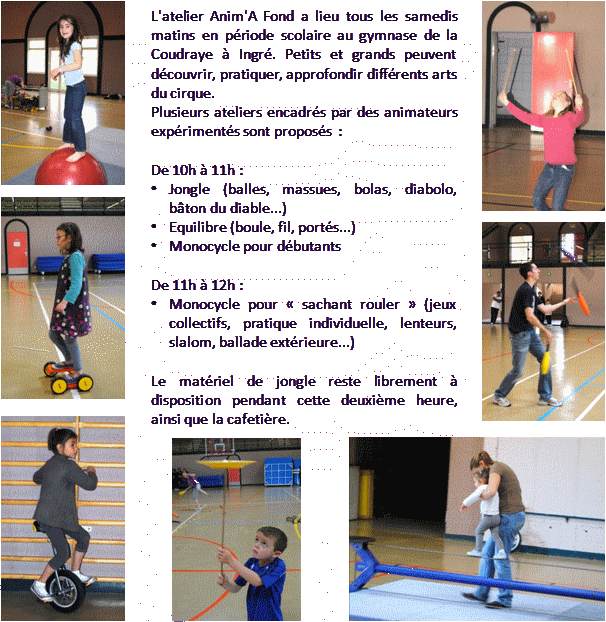 L'atelier Anim'A Fond a lieu tous les samedis
matins en période scolaire au gymnase de la
Coudraye à Ingré. Petits et grands peuvent
découvrir, pratiquer, approfondir différents arts
du cirque.
Plusieurs ateliers encadrés par des animateurs
expérimentés sont proposés :
De 10h à 11h :
• Jongle (balles, massues, bolas, diabolo,
bâton du diable...)
• Equilibre (boule, fil, portés...)
• Monocycle pour débutants
De 11h à 12h :
• Monocycle pour « sachant rouler » (jeux
collectifs, pratique individuelle, lenteurs,
slalom, ballade extérieure...)
Le matériel de jongle reste librement à
disposition pendant cette deuxième heure,
ainsi que la cafetière.